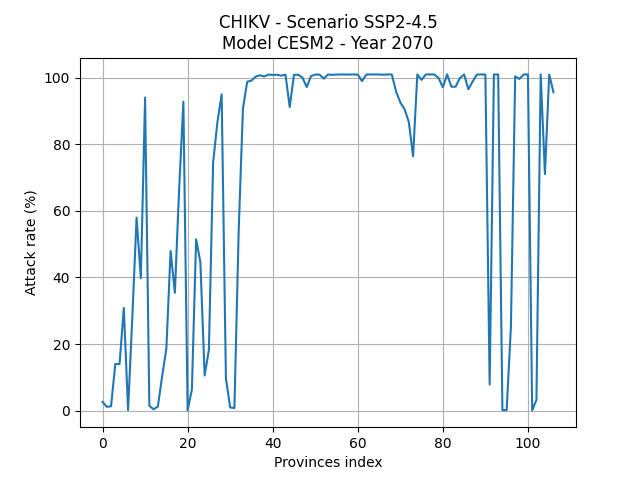 CHIKV - Scenario SSP2-4.5
Model CESM2 - Year 2070
Attack rate (%)
100
80
60
40
20
0
0 20 40 60 80 100
Provinces index